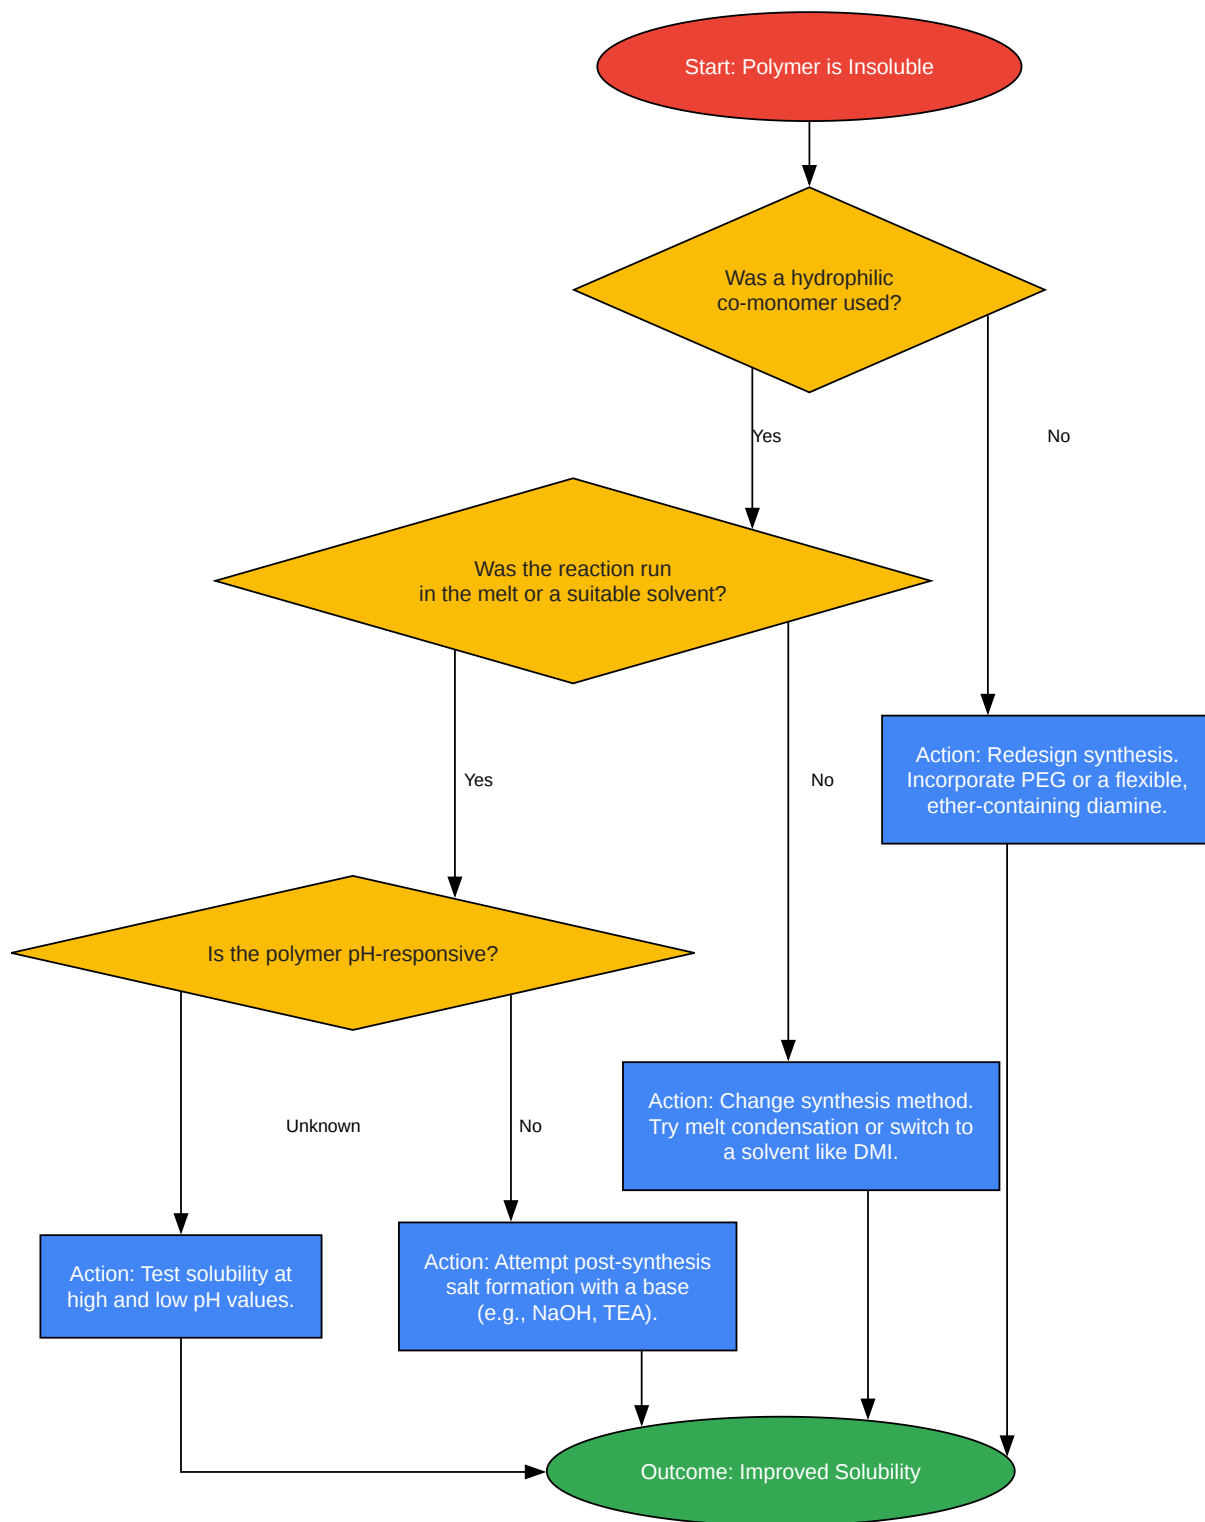 Start: Polymer is Insoluble
Was a hydrophilic
co-monomer used?
Yes
No
Was the reaction run
in the melt or a suitable solvent?
Yes
No
Action: Redesign synthesis.
Incorporate PEG or a flexible,
ether-containing diamine.
Is the polymer pH-responsive?
Unknown
No
Action: Change synthesis method.
Try melt condensation or switch to
a solvent like DMI.
Action: Test solubility at
high and low pH values.
Action: Attempt post-synthesis
salt formation with a base
(e.g., NaOH, TEA).
Outcome: Improved Solubility